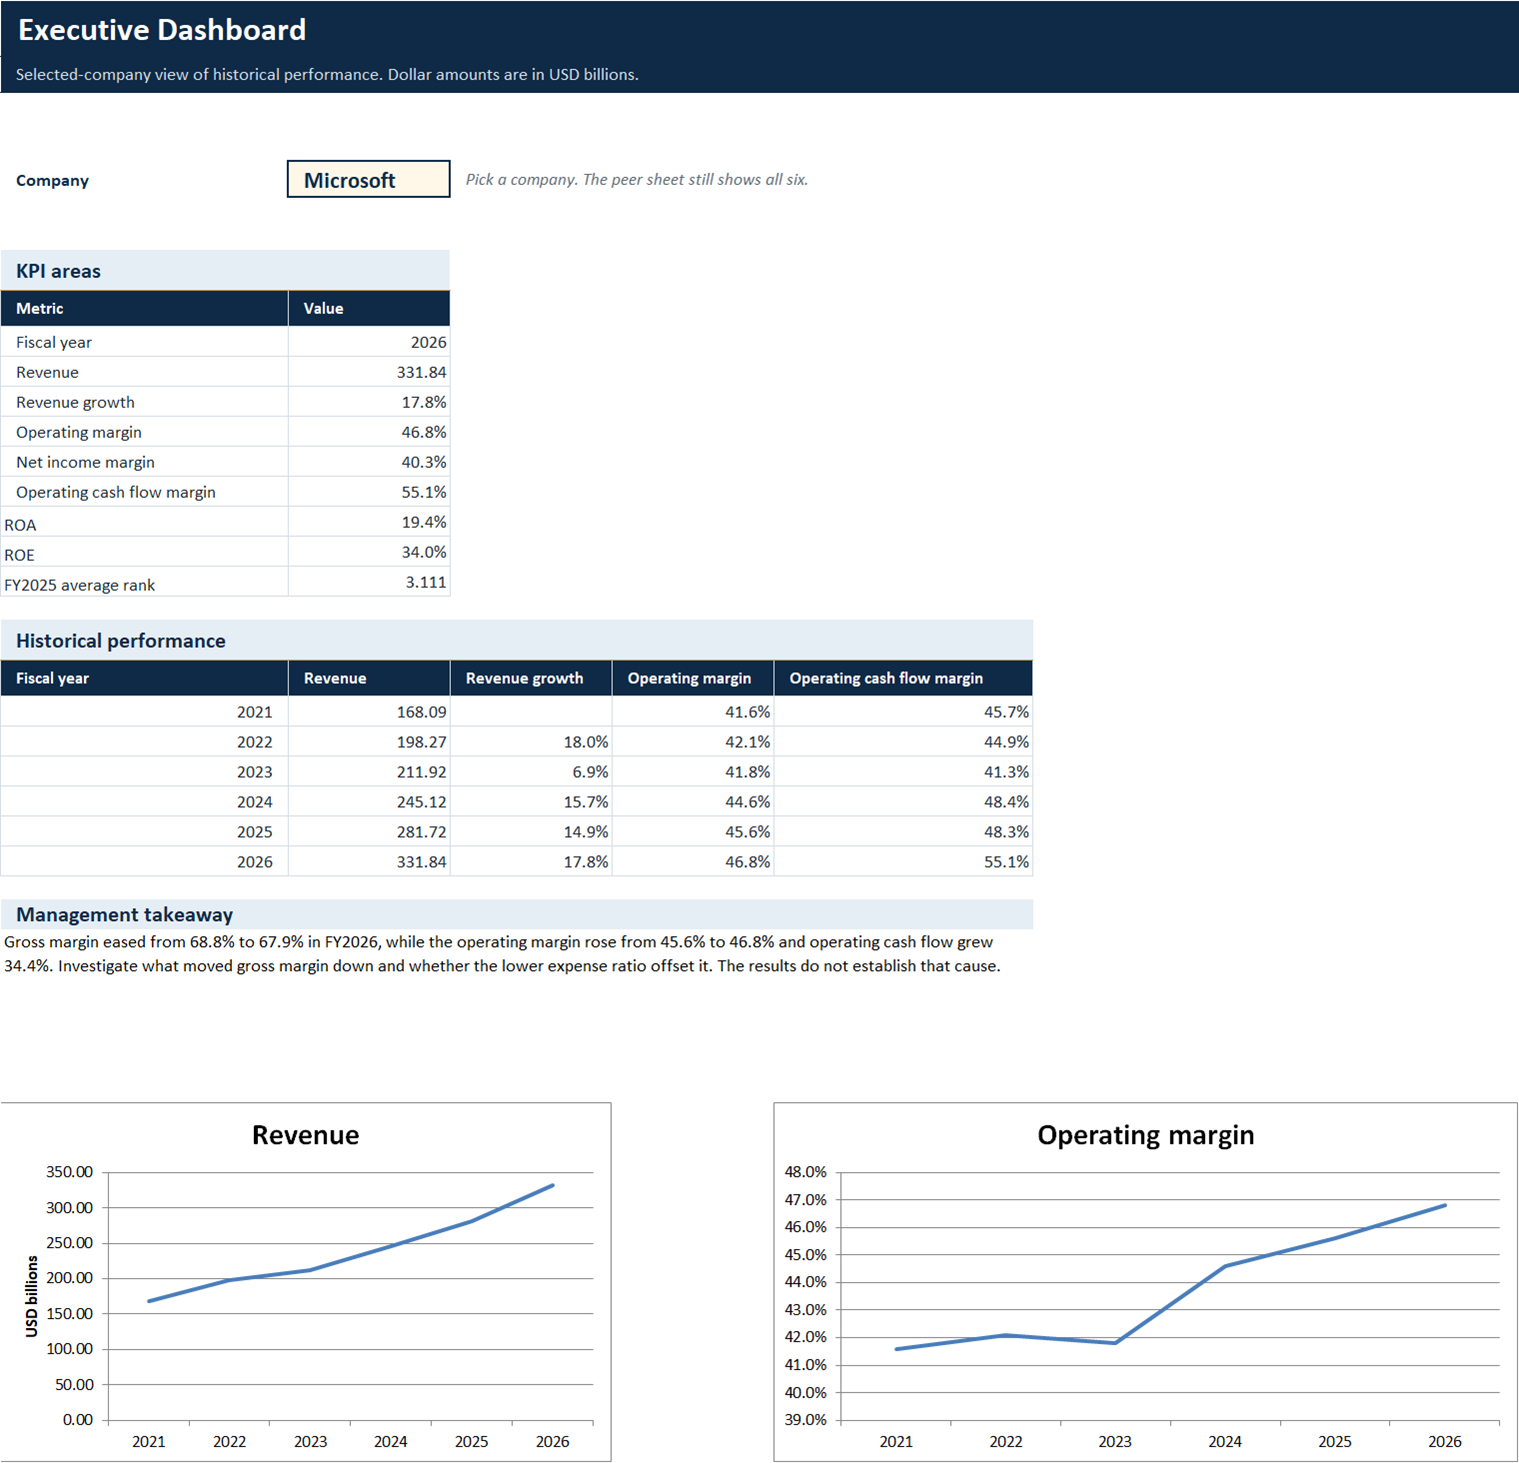 Executive Dashboard
Selected-company view of historical performance. Dollar amounts are in USD billions.
Company Microsoft Pick a company. The peer sheet still shows all six.
KPI areas
Metric Value
Fiscal year 2026
Revenue 331.84
Revenue growth 17.8%
Operating margin 46.8%
Net income margin 40.3%
Operating cash flow margin 55.1%
ROA 19.4%
ROE 34.0%
FY2025 average rank 3.111
Historical performance
Fiscal year Revenue Revenue growth Operating margin Operating cash flow margin
2021 168.09 41.6% 45.7%
2022 198.27 18.0% 42.1% 44.9%
2023 211.92 6.9% 41.8% 41.3%
2024 245.12 15.7% 44.6% 48.4%
2025 281.72 14.9% 45.6% 48.3%
2026 331.84 17.8% 46.8% 55.1%
Management takeaway
Gross margin eased from 68.8% to 67.9% in FY2026, while the operating margin rose from 45.6% to 46.8% and operating cash flow grew
34.4%. Investigate what moved gross margin down and whether the lower expense ratio offset it. The results do not establish that cause.
Revenue
USD billions
350.00
300.00
250.00
200.00
150.00
100.00
50.00
0.00
2021 2022 2023 2024 2025 2026
Operating margin
48.0%
47.0%
46.0%
45.0%
44.0%
43.0%
42.0%
41.0%
40.0%
39.0%
2021 2022 2023 2024 2025 2026